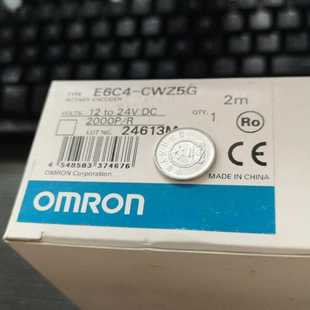 TYPE E6C4-CWZ5G
ROTARY ENCODER 2m
VOLTS 12 to 24V DC
2000P/R QTY. 1
LOT NO. 24613M
Ro
4 548583 374676
OMRON Corporation
MADE IN CHINA
OMRON